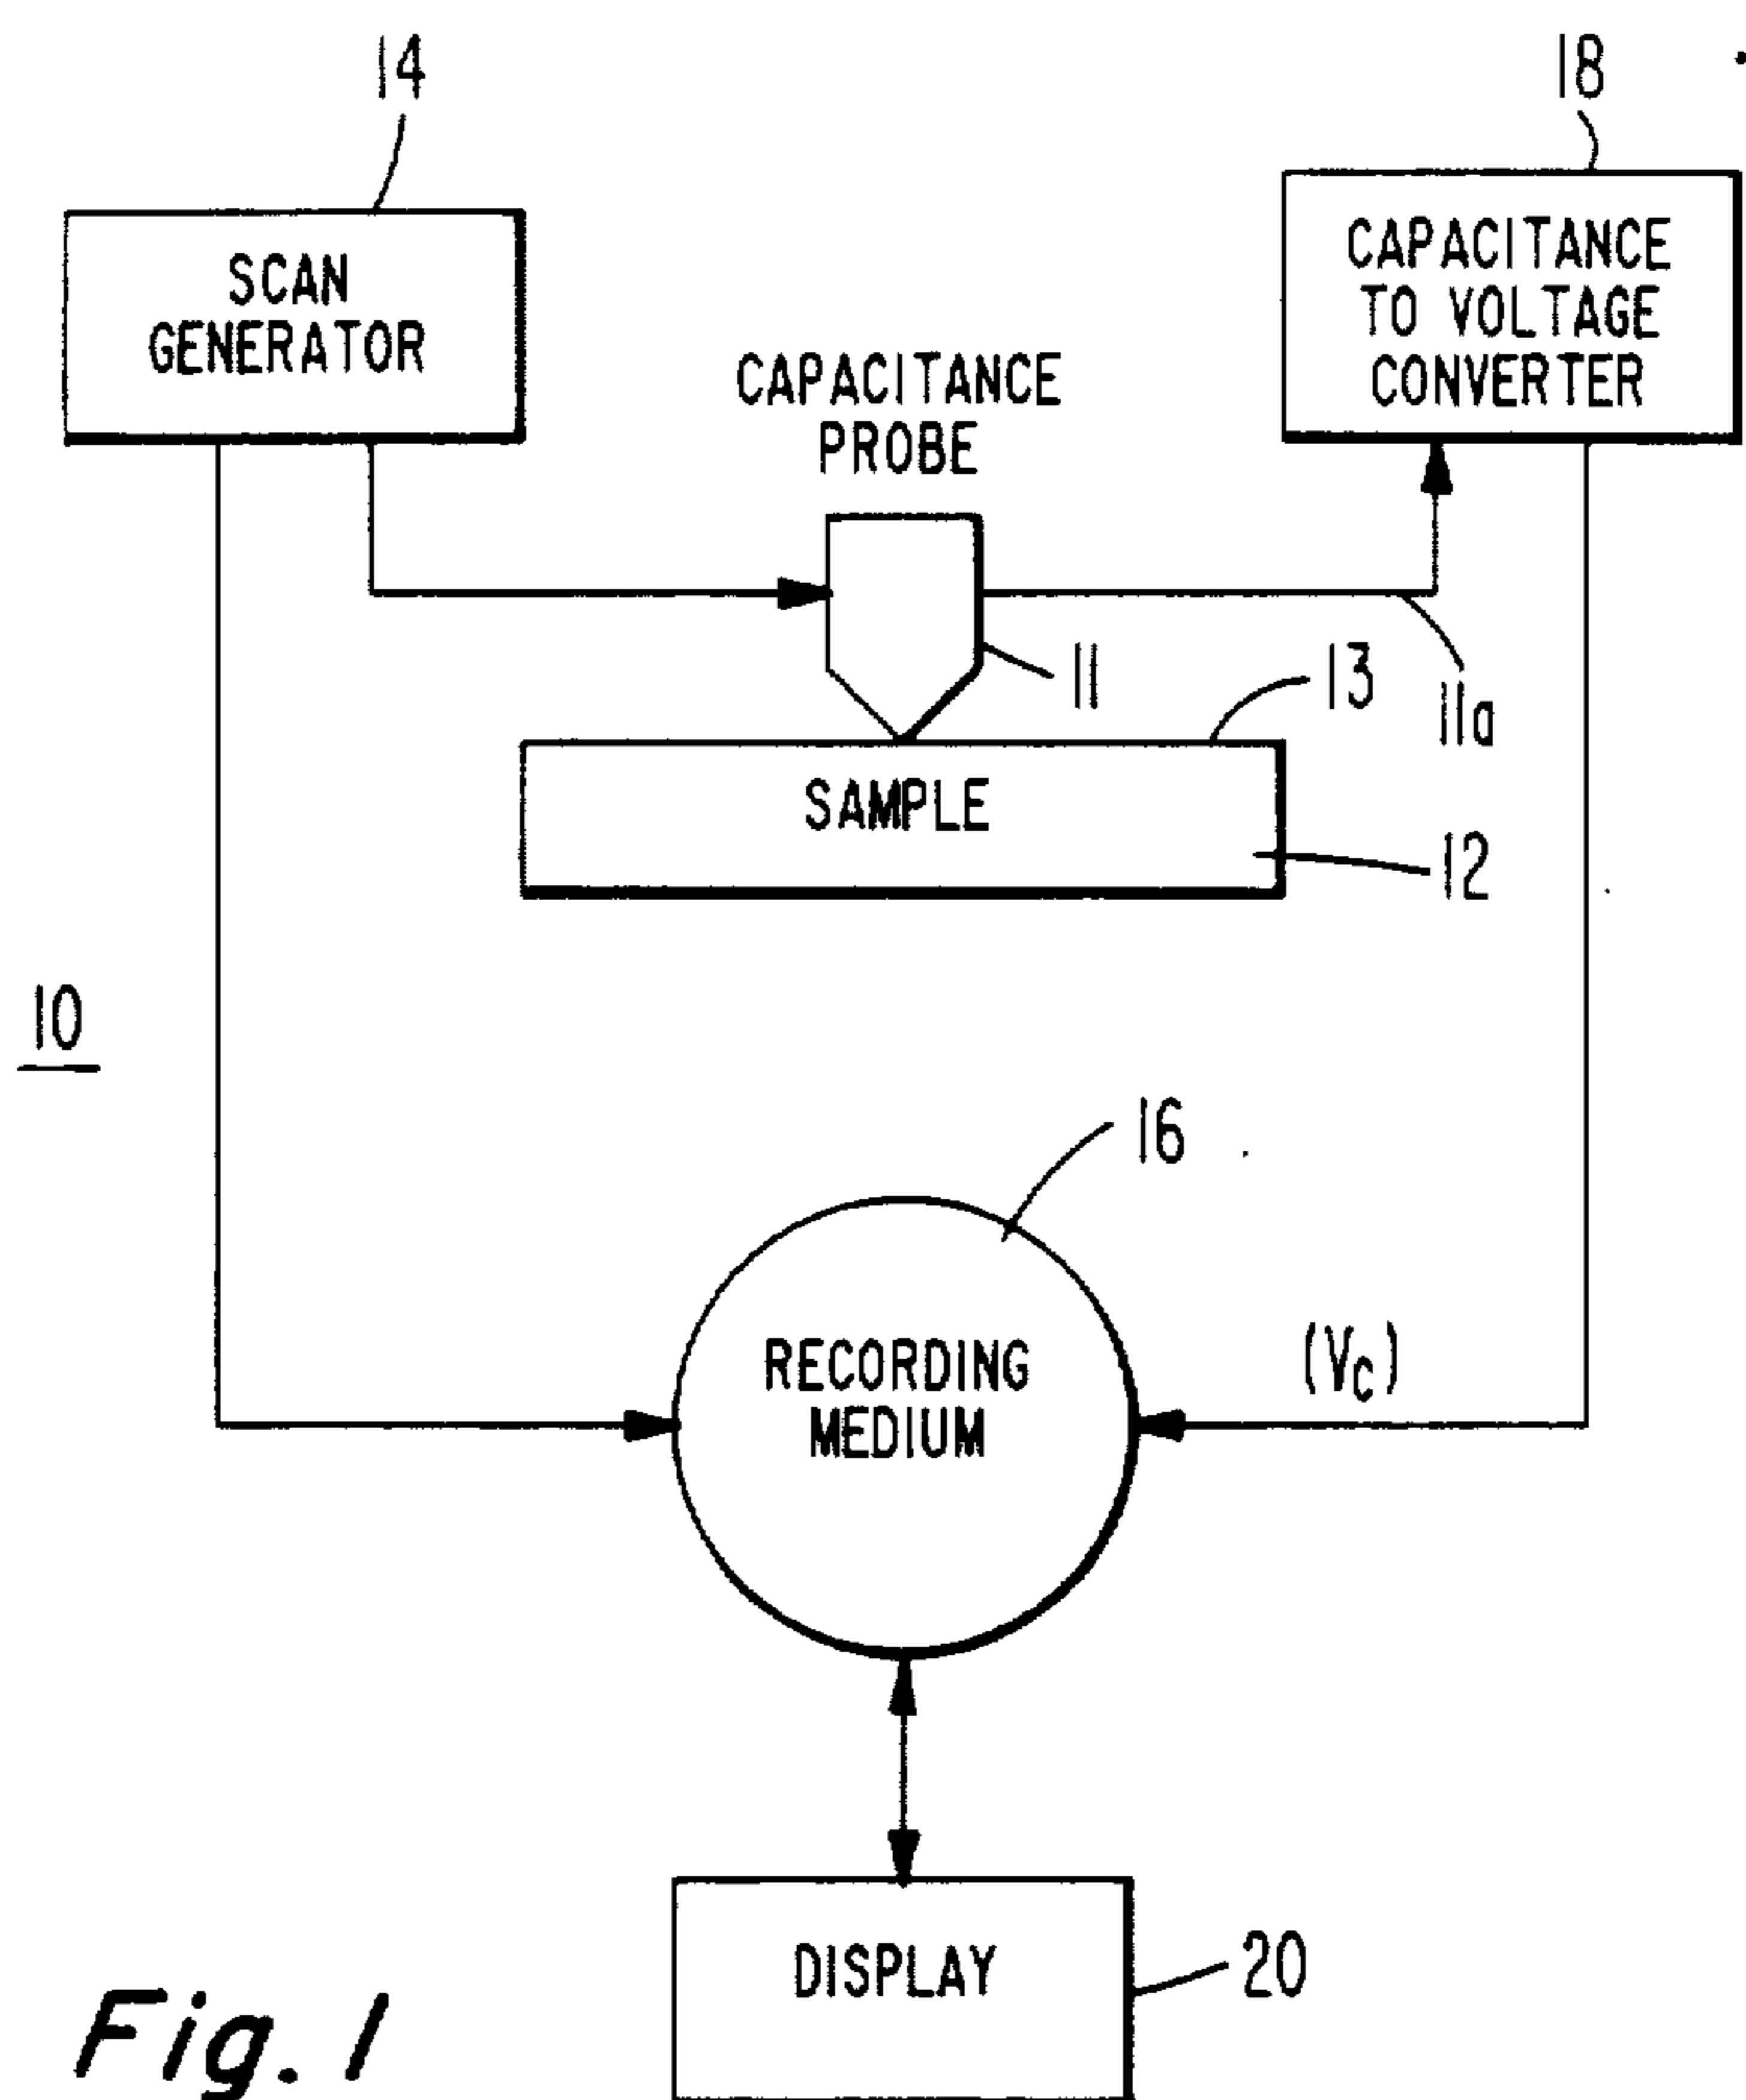 14
18
SCAN
GENERATOR
CAPACITANCE
TO VOLTAGE
CONVERTER
CAPACITANCE
PROBE
11
13
11a
SAMPLE
12
10
16
RECORDING
MEDIUM
(Vc)
DISPLAY
20
Fig. 1